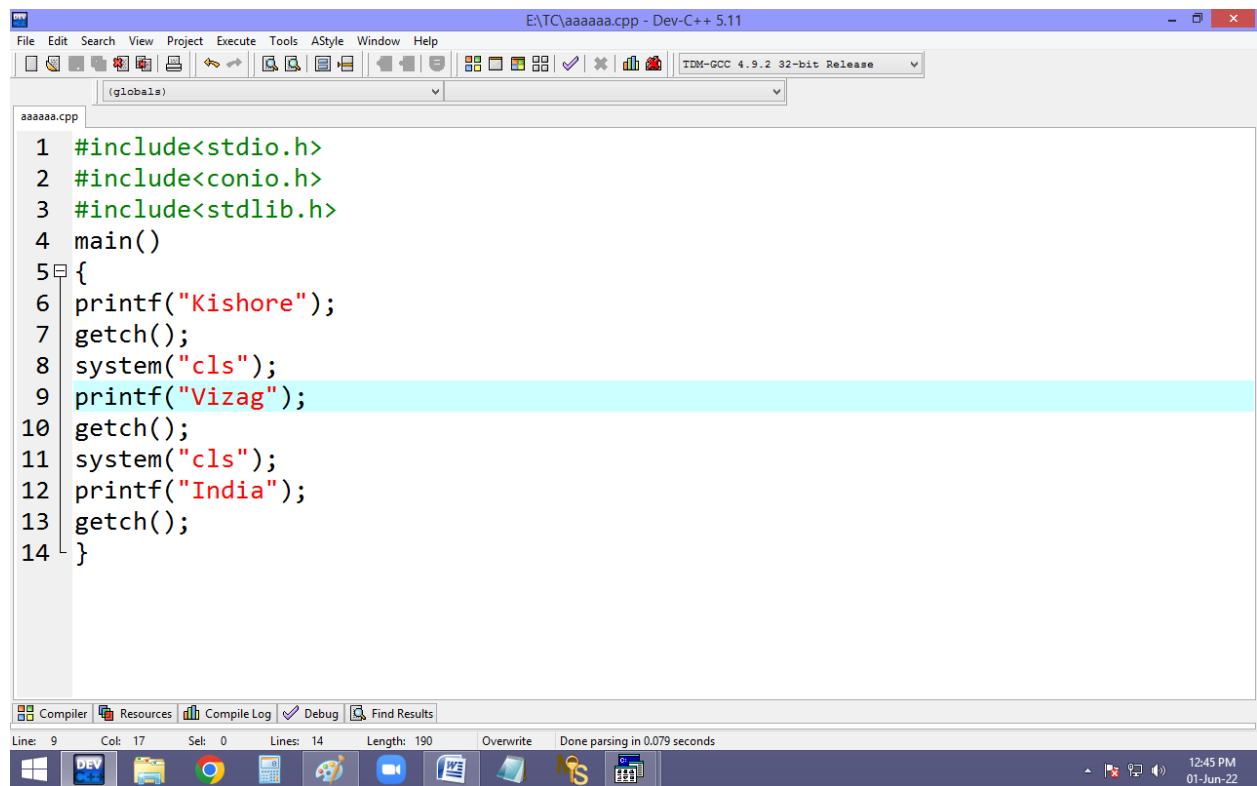 E:\TC\aaaaaa.cpp - Dev-C++ 5.11
File Edit Search View Project Execute Tools AStyle Window Help
TDM-GCC 4.9.2 32-bit Release
(globals)
aaaaaa.cpp
1 #include<stdio.h>
2 #include<conio.h>
3 #include<stdlib.h>
4 main()
5 {
6 printf("Kishore");
7 getch();
8 system("cls");
9 printf("Vizag");
10 getch();
11 system("cls");
12 printf("India");
13 getch();
14 }
Compiler Resources Compile Log Debug Find Results
Line: 9 Col: 17 Sel: 0 Lines: 14 Length: 190 Overwrite Done parsing in 0.079 seconds
DEV C++
12:45 PM
01-Jun-22